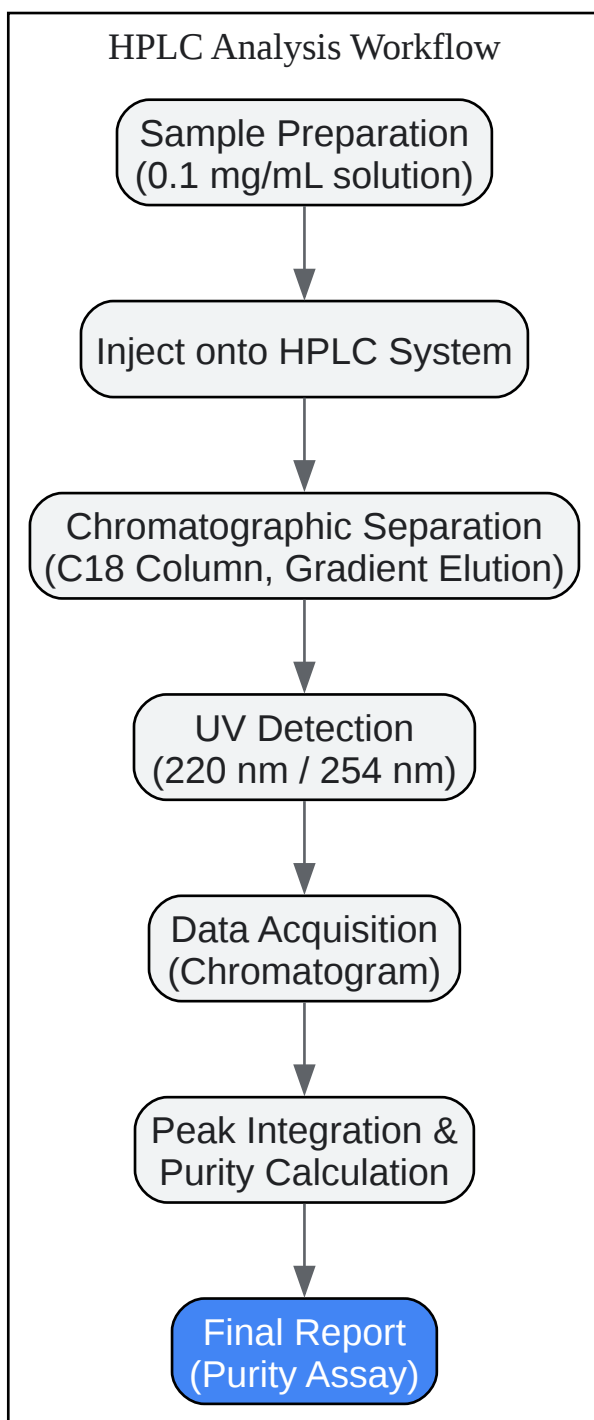 HPLC Analysis Workflow
Sample Preparation
(0.1 mg/mL solution)
Inject onto HPLC System
Chromatographic Separation
(C18 Column, Gradient Elution)
UV Detection
(220 nm / 254 nm)
Data Acquisition
(Chromatogram)
Peak Integration &
Purity Calculation
Final Report
(Purity Assay)